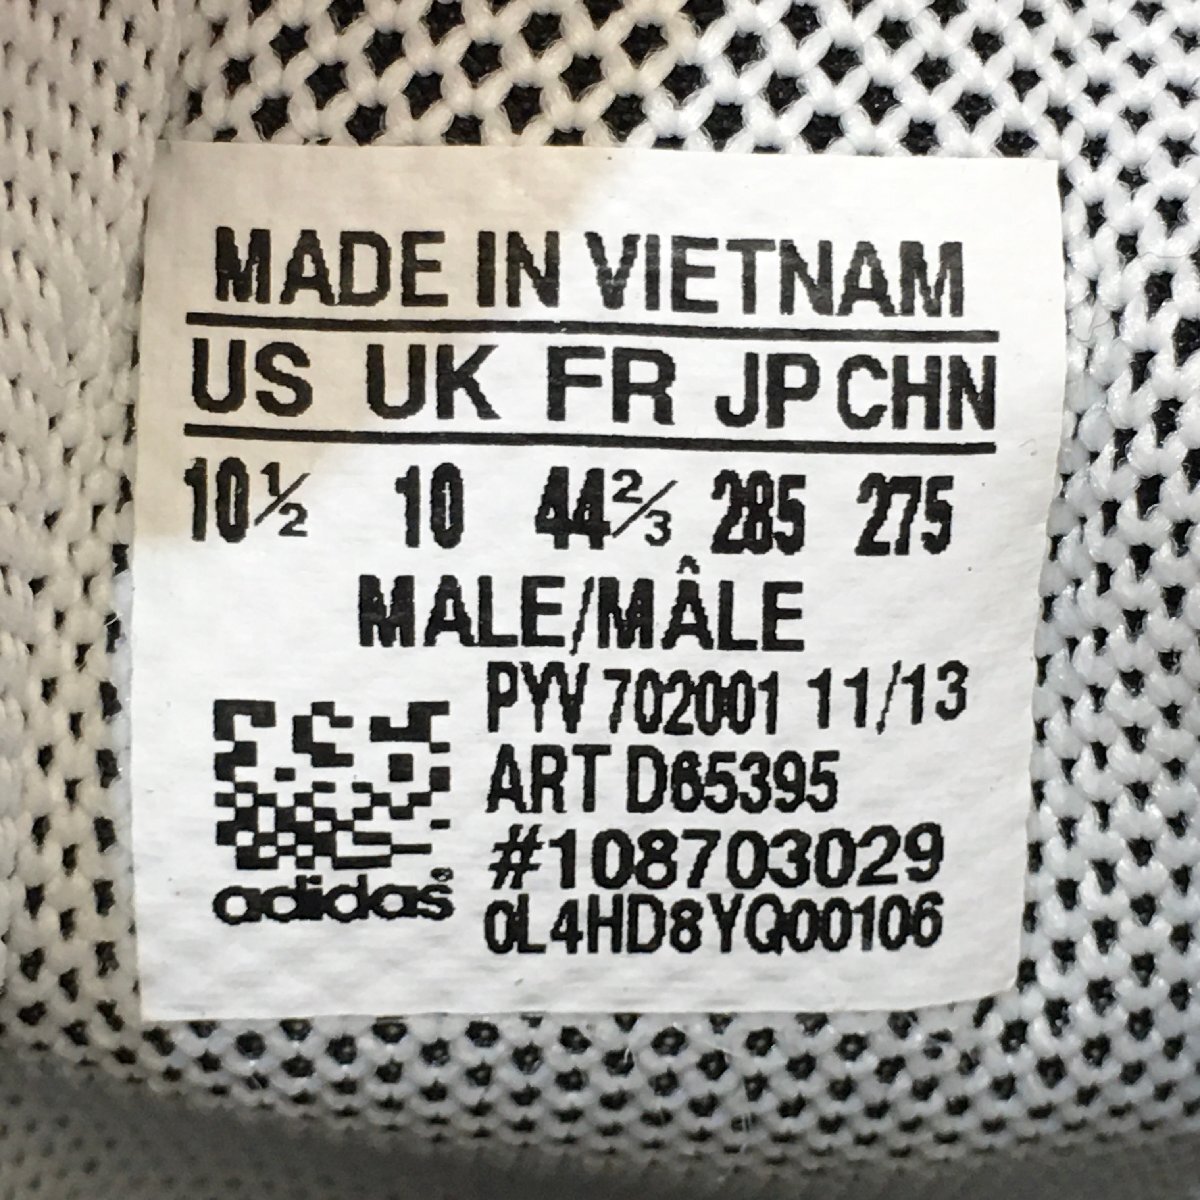 MADE IN VIETNAM
US UK FR JP CHN
10½ 10 44⅔ 285 275
MALE/MÂLE
PYV 702001 11/13
ART D65395
#108703029
adidas®
0L4HD8YQ00106